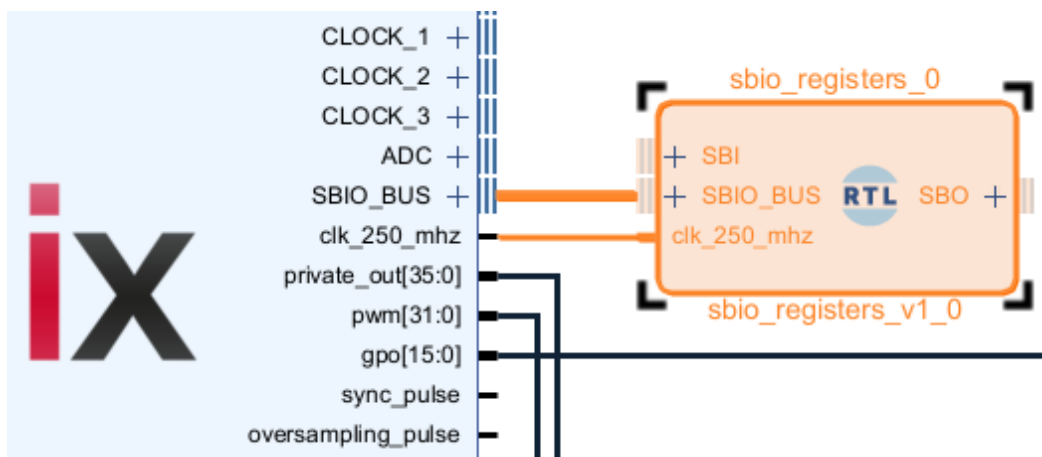 CLOCK_1
CLOCK_2
CLOCK_3
ADC
SBIO_BUS
clk_250_mhz
private_out[35:0]
pwm[31:0]
gpo[15:0]
sync_pulse
oversampling_pulse
ix
sbio_registers_0
SBI
SBIO_BUS
clk_250_mhz
RTL
SBO
sbio_registers_v1_0